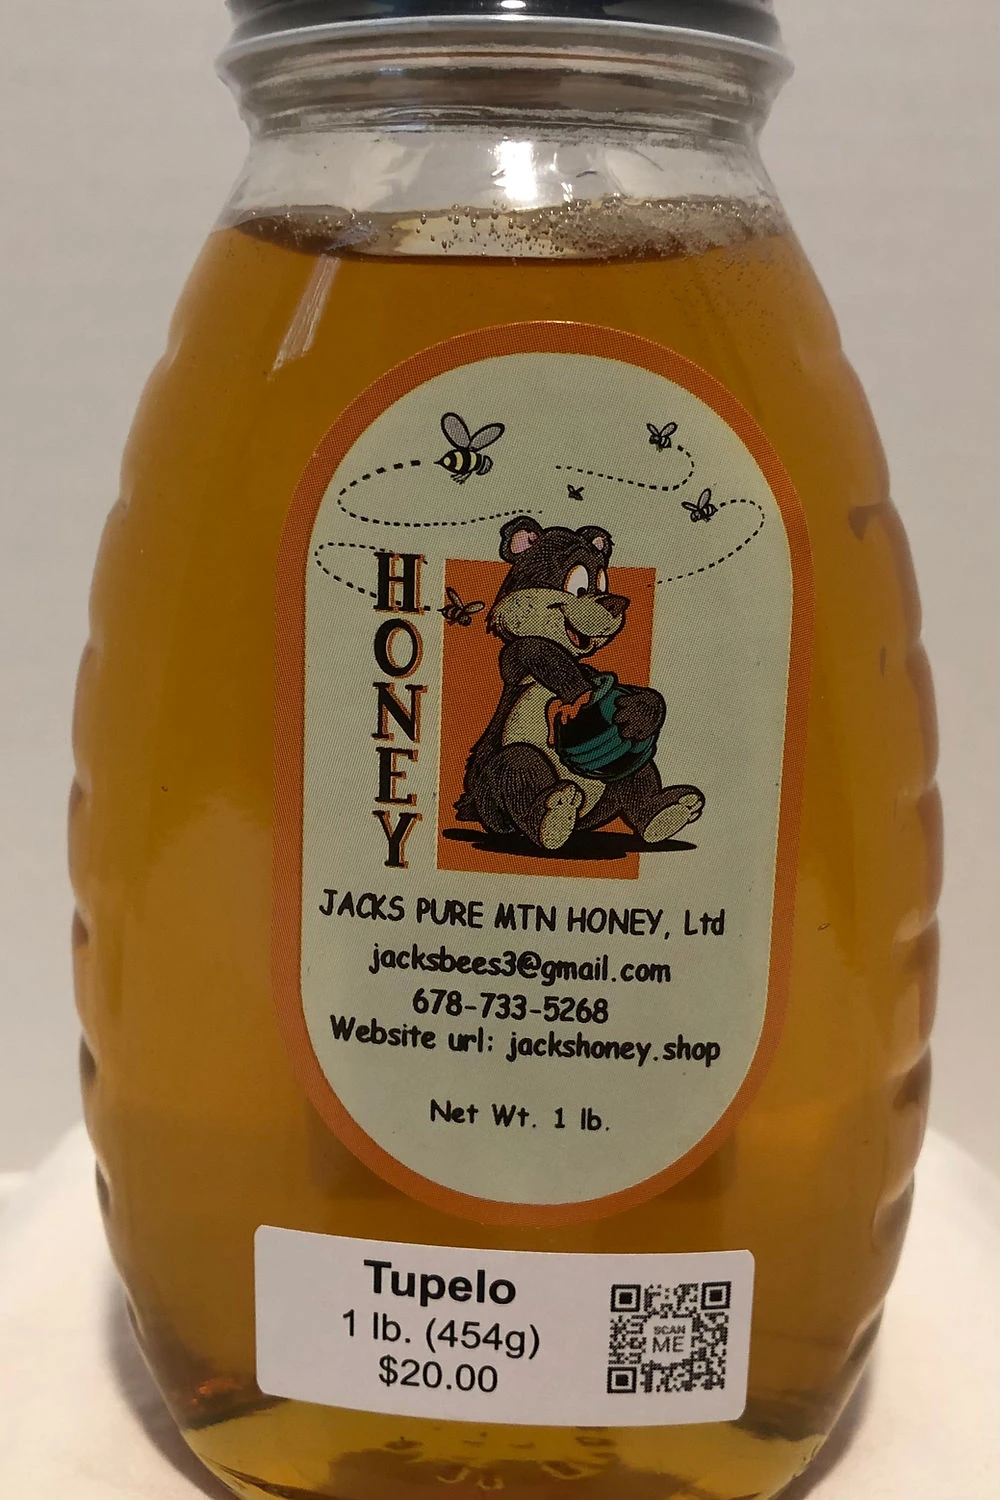 HONEY
JACKS PURE MTN HONEY, Ltd
jacksbees3@gmail.com
678-733-5268
Website url: jackshoney.shop
Net Wt. 1 lb.
Tupelo
1 lb. (454g)
$20.00
SCAN
ME